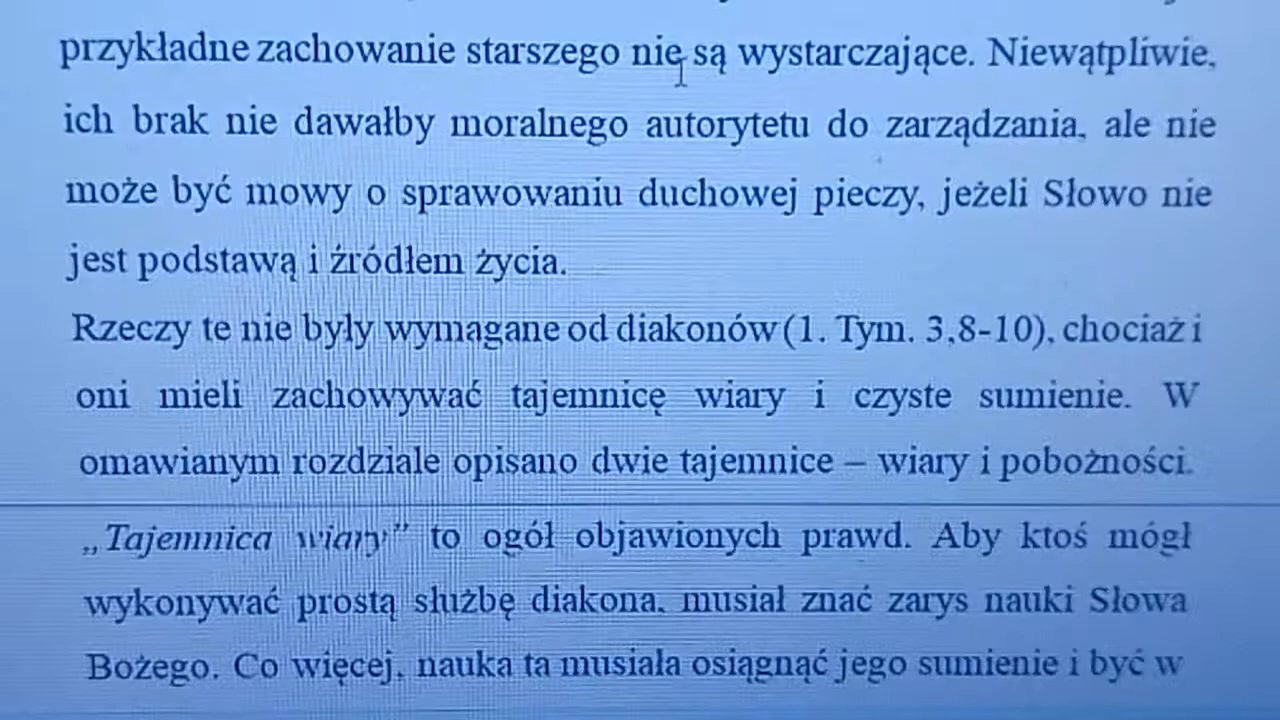 przykładne zachowanie starszego nie są wystarczające. Niewątpliwie,
ich brak nie dawałby moralnego autorytetu do zarządzania, ale nie
może być mowy o sprawowaniu duchowej pieczy, jeżeli Słowo nie
jest podstawą i źródłem życia.
Rzeczy te nie były wymagane od diakonów (1. Tym. 3,8-10), chociaż i
oni mieli zachowywać tajemnicę wiary i czyste sumienie. W
omawianym rozdziale opisano dwie tajemnice – wiary i pobożności.
„Tajemnica wiary” to ogół objawionych prawd. Aby ktoś mógł
wykonywać prostą służbę diakona, musiał znać zarys nauki Słowa
Bożego. Co więcej, nauka ta musiała osiągnąć jego sumienie i być w